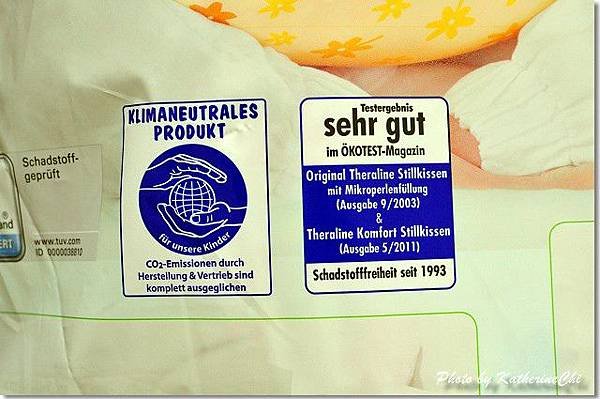 KLIMANEUTRALES
PRODUKT
für unsere Kinder
CO₂-Emissionen durch
Herstellung & Vertrieb sind
komplett ausgeglichen
Testergebnis
sehr gut
im ÖKOTEST-Magazin
Original Theraline Stillkissen
mit Mikroperlenfüllung
(Ausgabe 9/2003)
&
Theraline Komfort Stillkissen
(Ausgabe 5/2011)
Schadstofffreiheit seit 1993
Schadstoff-
geprüft
www.tuv.com
ID 0000038810
Photo by KatherineChi